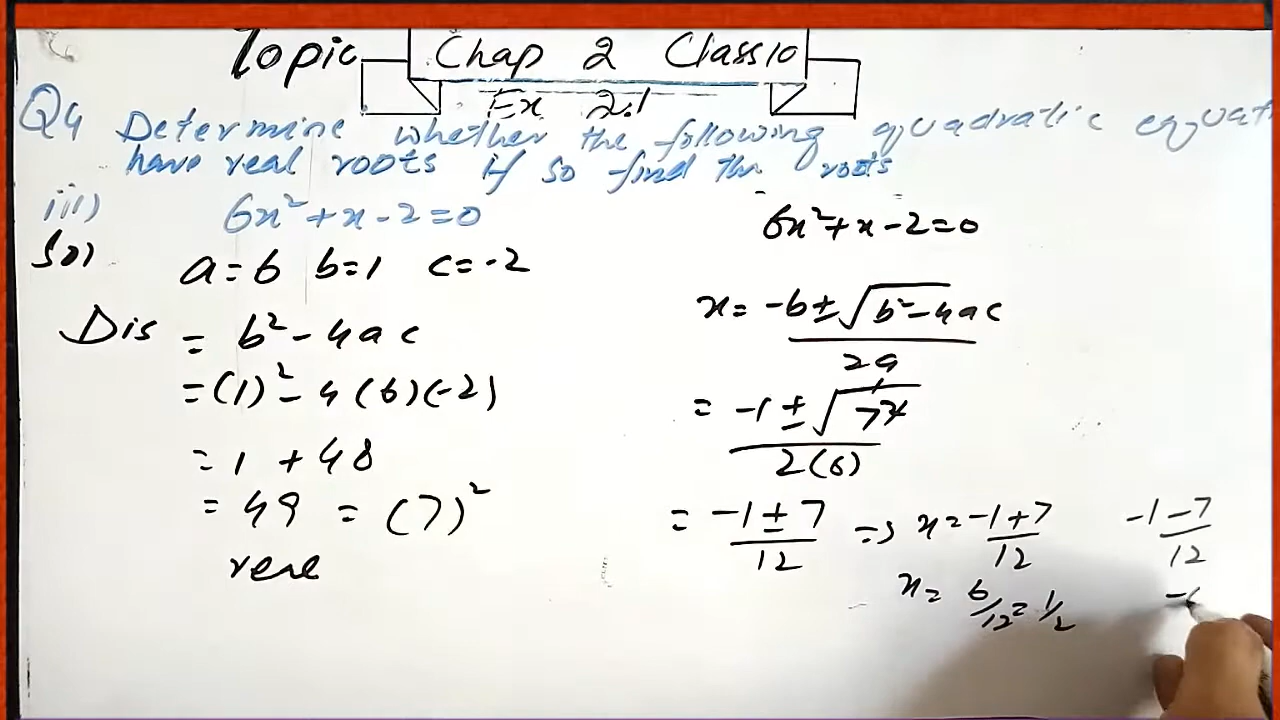 Topic Chap 2 Class 10
Ex 2.1
Q4 Determine whether the following quadratic equat
have real roots if so find the roots
iii) 6x²+x-2=0
Sol
a=6 b=1 c=-2
Dis = b²-4ac
=(1)²-4(6)(-2)
=1+48
=49 =(7)²
6x²+x-2=0
x= -b±√b²-4ac
2a
= -1±√7²
2(6)
= -1±7 / 12 => x= -1+7 / 12
x= 6/12=1/2
-1-7
12